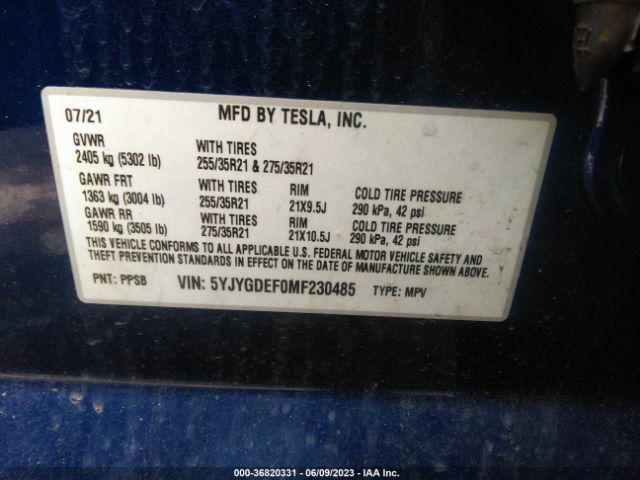 07/21 MFD BY TESLA, INC.
GVWR WITH TIRES
2405 kg (5302 lb) 255/35R21 & 275/35R21
GAWR FRT WITH TIRES RIM COLD TIRE PRESSURE
1363 kg (3004 lb) 255/35R21 21X9.5J 290 kPa, 42 psi
GAWR RR WITH TIRES RIM COLD TIRE PRESSURE
1590 kg (3505 lb) 275/35R21 21X10.5J 290 kPa, 42 psi
THIS VEHICLE CONFORMS TO ALL APPLICABLE U.S. FEDERAL MOTOR VEHICLE SAFETY AND
THEFT PREVENTION STANDARDS IN EFFECT ON THE DATE OF MANUFACTURE SHOWN ABOVE.
PNT: PPSB VIN: 5YJYGDEF0MF230485 TYPE: MPV
000-36820331 - 06/09/2023 - IAA Inc.